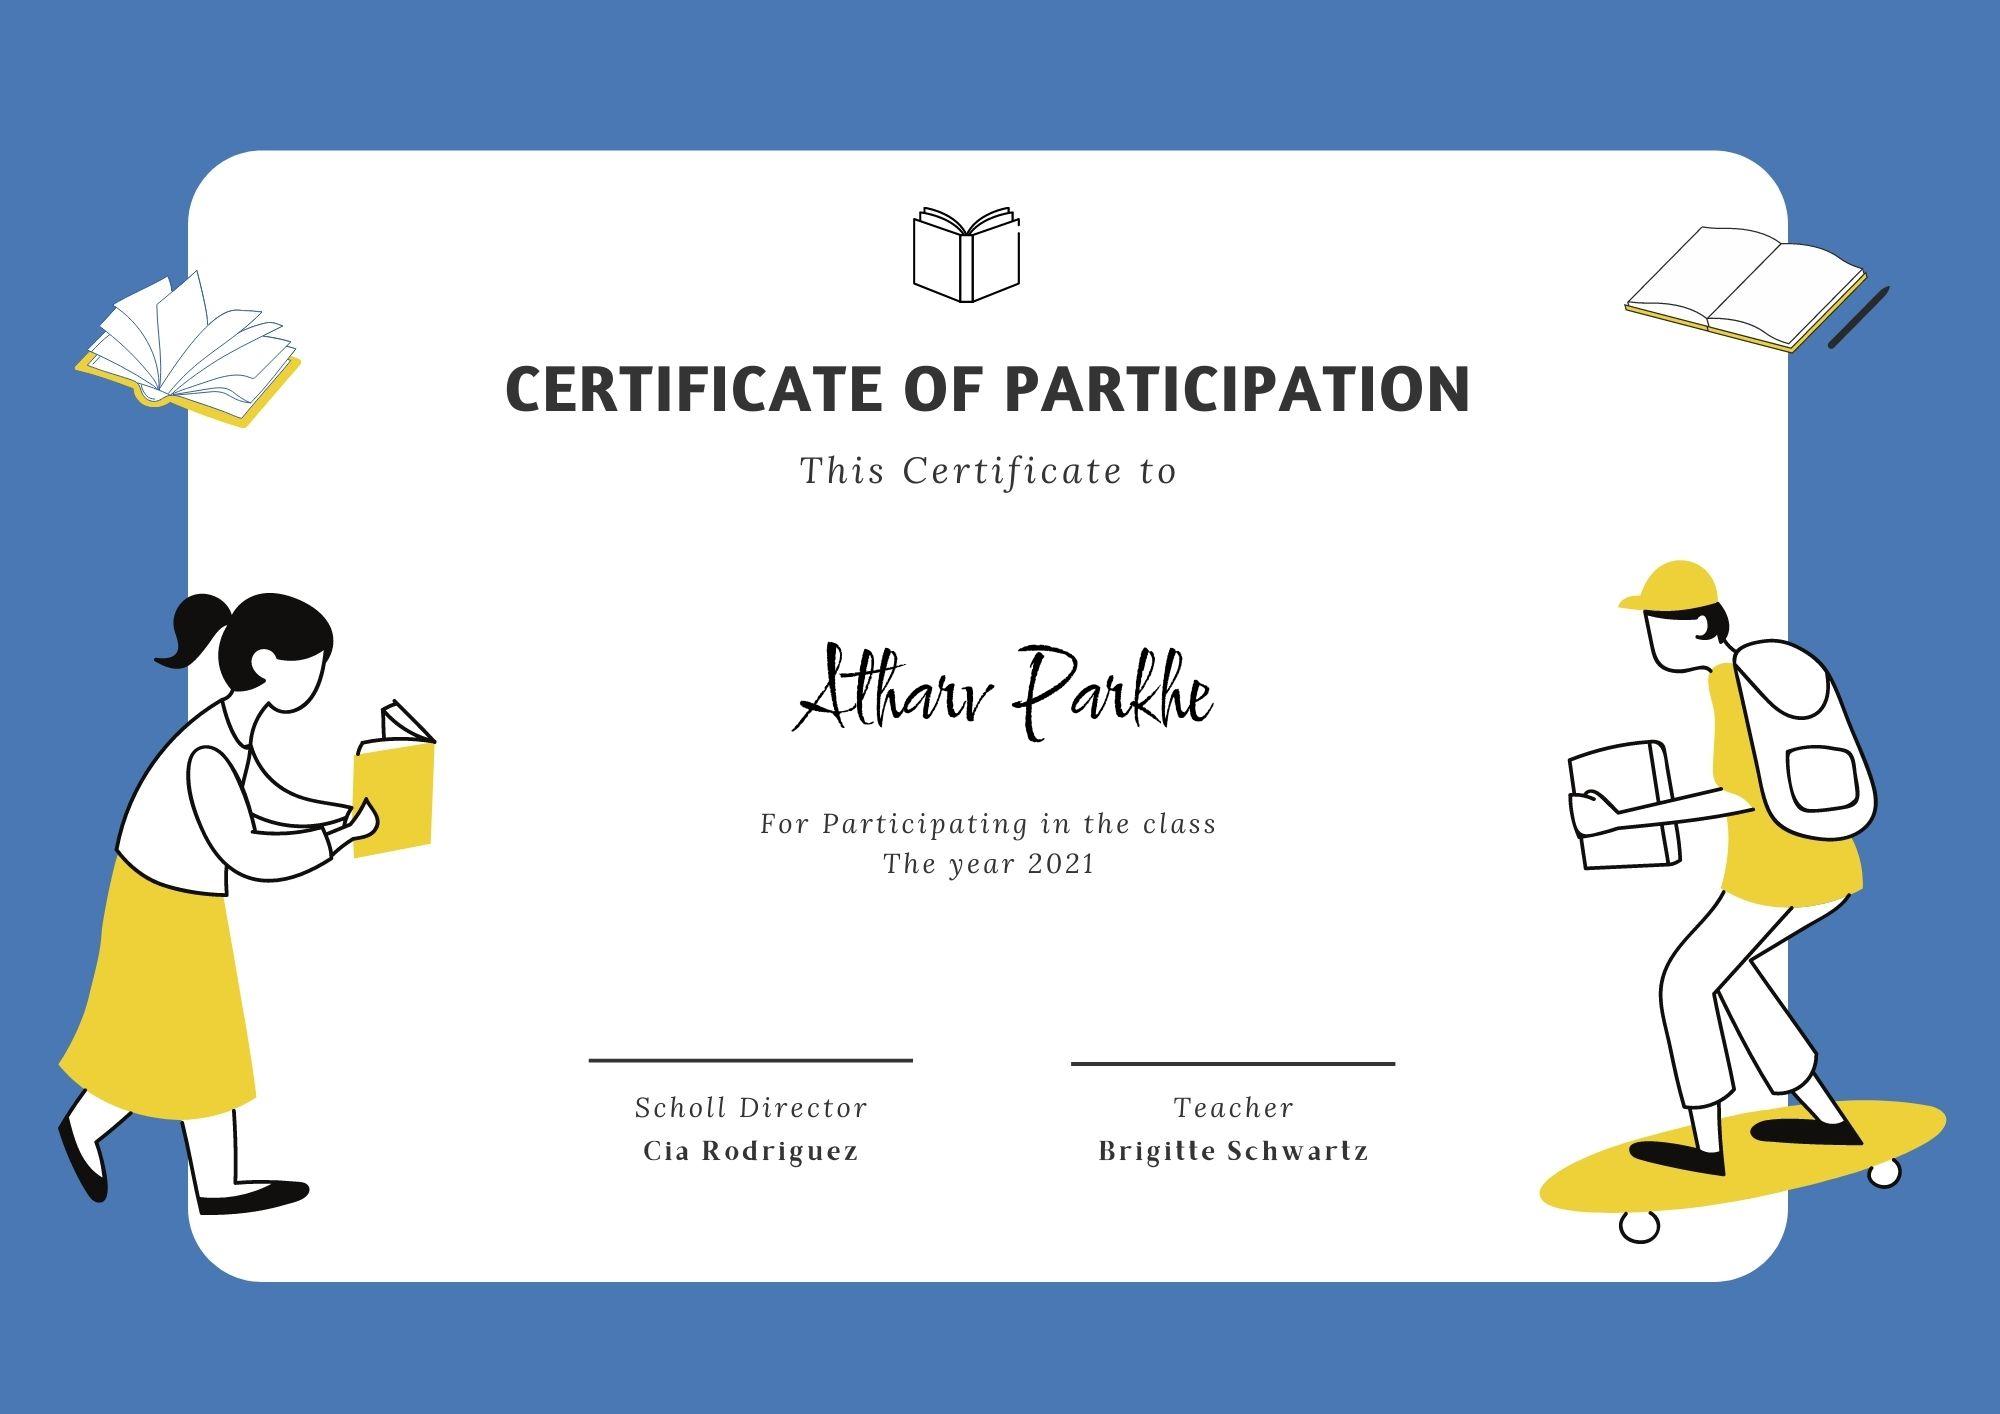 CERTIFICATE OF PARTICIPATION
This Certificate to
Atharv Parkhe
For Participating in the class
The year 2021
Scholl Director
Cia Rodriguez
Teacher
Brigitte Schwartz